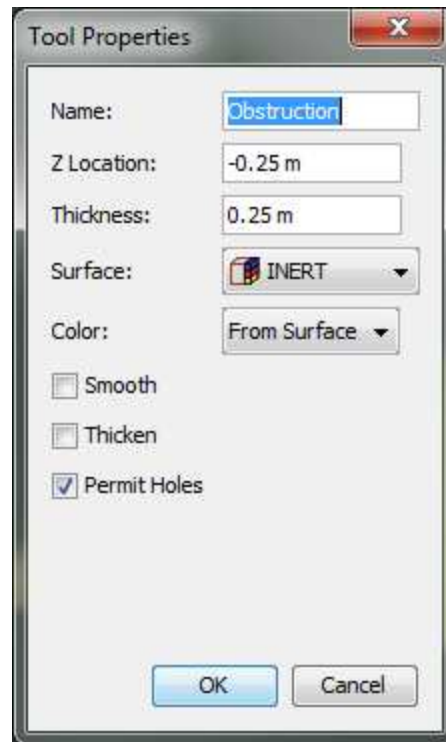 Tool Properties
Name: Obstruction
Z Location: -0.25 m
Thickness: 0.25 m
Surface: INERT
Color: From Surface
Smooth
Thicken
Permit Holes
OK Cancel